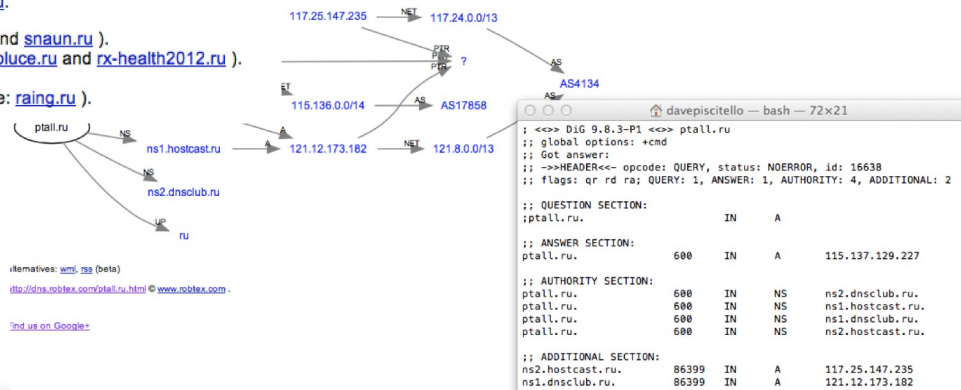 u.
nd snaun.ru ).
oluce.ru and rx-health2012.ru ).
e: raing.ru ).
117.25.147.235 NET 117.24.0.0/13
PTR
PTR
PTR
?
AS
AS4134
AS
ET
115.136.0.0/14 AS AS17858
A
ptall.ru
NS
ns1.hostcast.ru A 121.12.173.182 NET 121.8.0.0/13
NS
ns2.dnsclub.ru
UP
ru
lternatives: wml, rss (beta)
ttp://dns.robtex.com/ptall.ru.html © www.robtex.com .
Find us on Google+
davepiscitello — bash — 72×21
; <<>> DiG 9.8.3-P1 <<>> ptall.ru
;; global options: +cmd
;; Got answer:
;; ->>HEADER<<- opcode: QUERY, status: NOERROR, id: 16638
;; flags: qr rd ra; QUERY: 1, ANSWER: 1, AUTHORITY: 4, ADDITIONAL: 2
;; QUESTION SECTION:
;ptall.ru. IN A
;; ANSWER SECTION:
ptall.ru. 600 IN A 115.137.129.227
;; AUTHORITY SECTION:
ptall.ru. 600 IN NS ns2.dnsclub.ru.
ptall.ru. 600 IN NS ns1.hostcast.ru.
ptall.ru. 600 IN NS ns1.dnsclub.ru.
ptall.ru. 600 IN NS ns2.hostcast.ru.
;; ADDITIONAL SECTION:
ns2.hostcast.ru. 86399 IN A 117.25.147.235
ns1.dnsclub.ru. 86399 IN A 121.12.173.182